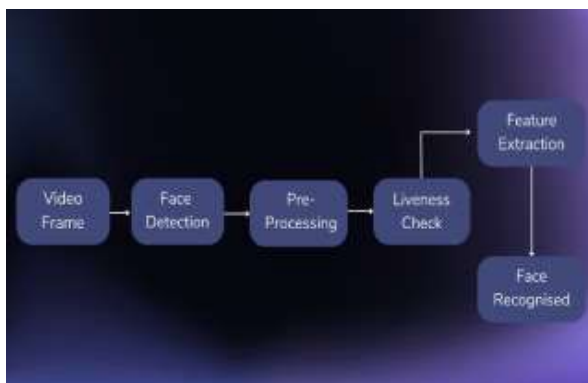 Video
Frame
Face
Detection
Pre-
Processing
Liveness
Check
Feature
Extraction
Face
Recognised